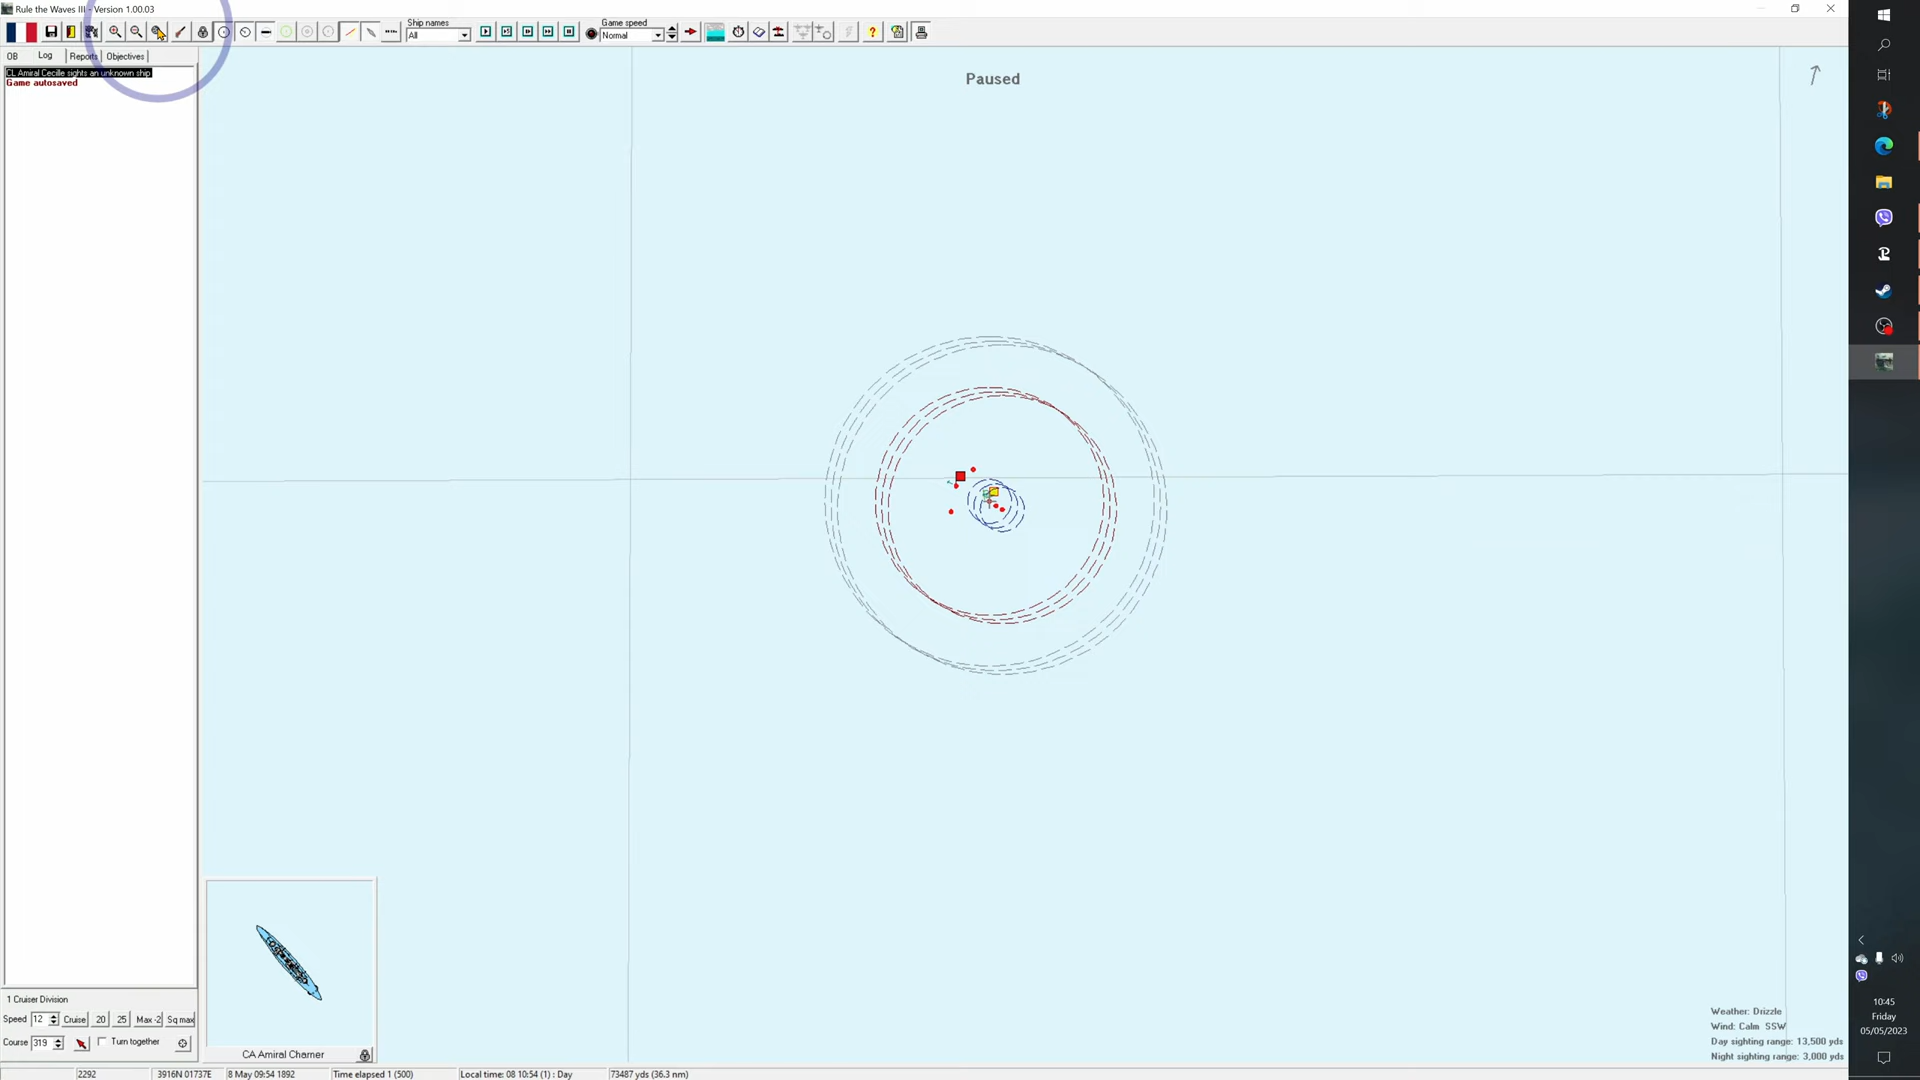 Rule the Waves III - Version 1.00.03
Ship names
All
Game speed
Normal
OB Log Reports Objectives
CL Amiral Cecille sights an unknown ship
Game autosaved
Paused
1 Cruiser Division
Speed 12 Cruise 20 25 Max -2 Sq max
Course 319 Turn together
CA Amiral Charner
Weather: Drizzle
Wind: Calm SSW
Day sighting range: 13,500 yds
Night sighting range: 3,000 yds
2292 3916N 01737E 8 May 09:54 1892 Time elapsed 1 (500) Local time: 08 10:54 (1) : Day 73487 yds (36.3 nm)
10:45
Friday
05/05/2023